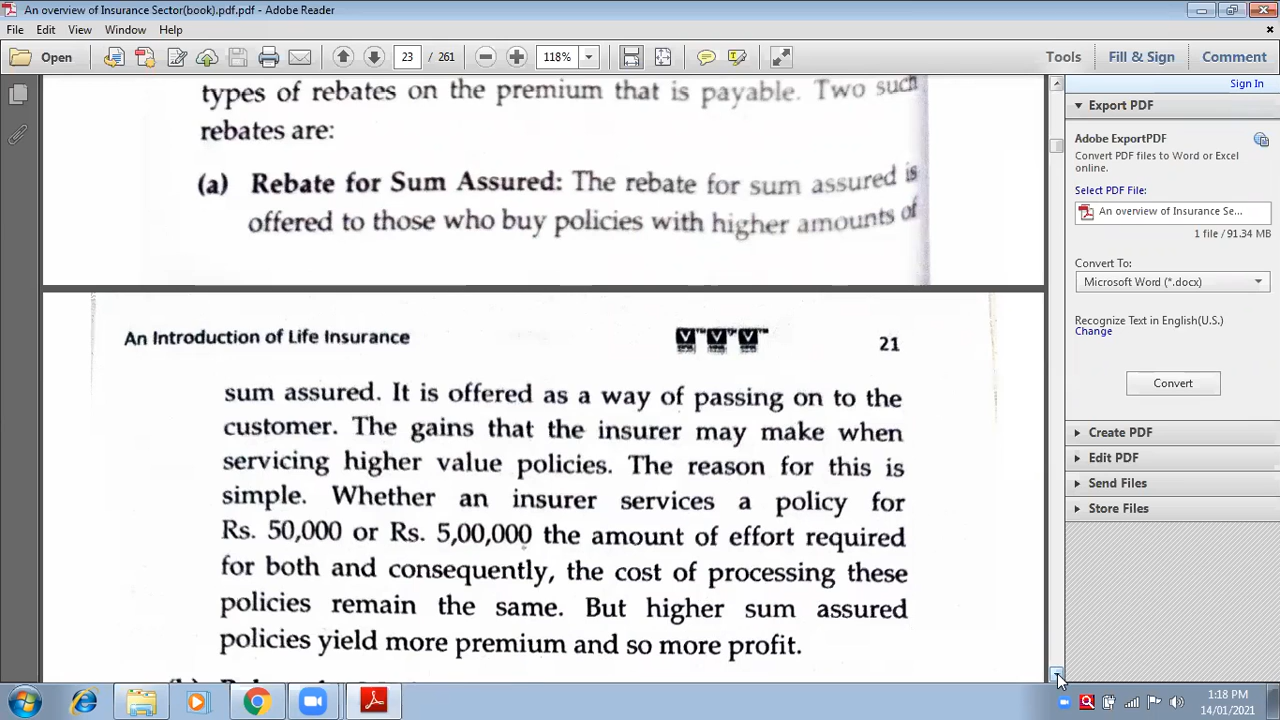 An overview of Insurance Sector(book).pdf.pdf - Adobe Reader
File Edit View Window Help
Open 23 / 261 118% Tools Fill & Sign Comment
types of rebates on the premium that is payable. Two such
rebates are:
(a) Rebate for Sum Assured: The rebate for sum assured is
offered to those who buy policies with higher amounts of
An Introduction of Life Insurance 21
sum assured. It is offered as a way of passing on to the
customer. The gains that the insurer may make when
servicing higher value policies. The reason for this is
simple. Whether an insurer services a policy for
Rs. 50,000 or Rs. 5,00,000 the amount of effort required
for both and consequently, the cost of processing these
policies remain the same. But higher sum assured
policies yield more premium and so more profit.
Sign In
Export PDF
Adobe ExportPDF
Convert PDF files to Word or Excel
online.
Select PDF File:
An overview of Insurance Se...
1 file / 91.34 MB
Convert To:
Microsoft Word (*.docx)
Recognize Text in English(U.S.)
Change
Convert
Create PDF
Edit PDF
Send Files
Store Files
1:18 PM
14/01/2021